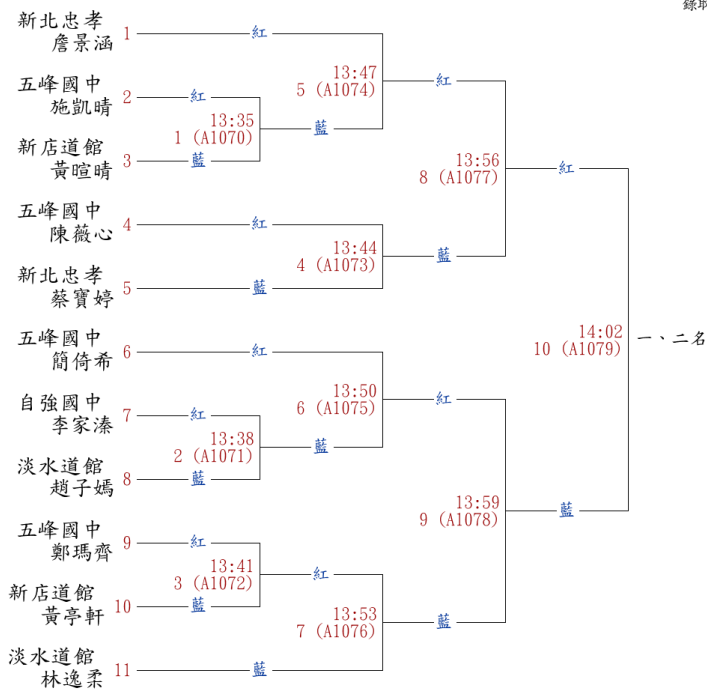 新北忠孝
詹景涵 1 紅
13:47
5 (A1074) 紅
五峰國中
施凱晴 2 紅
13:35
1 (A1070) 藍
新店道館
黃暄晴 3 藍
13:56
8 (A1077) 紅
五峰國中
陳薇心 4 紅
13:44
4 (A1073) 藍
新北忠孝
蔡寶婷 5 藍
14:02
10 (A1079) 一、二名
五峰國中
簡倚希 6 紅
13:50
6 (A1075) 紅
自強國中
李家溱 7 紅
13:38
2 (A1071) 藍
淡水道館
趙子嫣 8 藍
13:59
9 (A1078) 藍
五峰國中
鄭瑪齊 9 紅
13:41
3 (A1072) 紅
新店道館
黃亭軒 10 藍
13:53
7 (A1076) 藍
淡水道館
林逸柔 11 藍